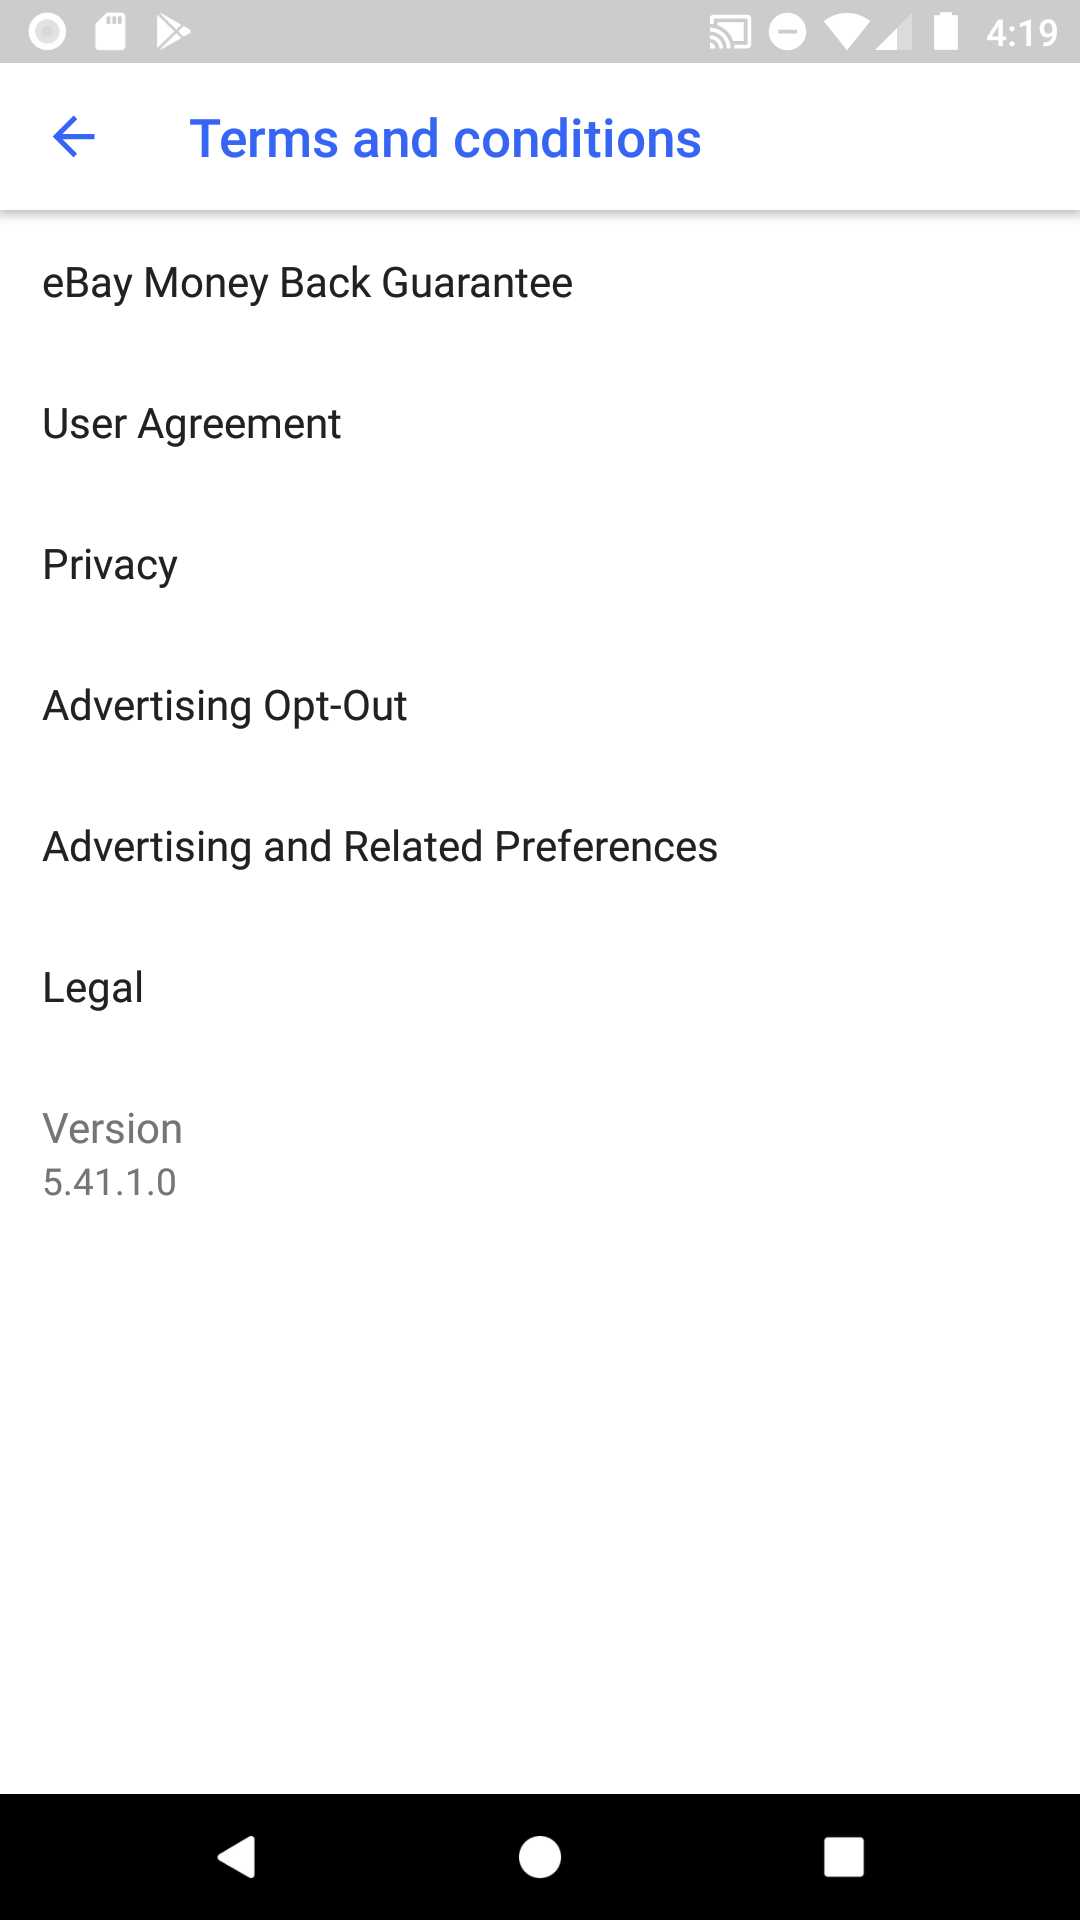 4:19
Terms and conditions
eBay Money Back Guarantee
User Agreement
Privacy
Advertising Opt-Out
Advertising and Related Preferences
Legal
Version
5.41.1.0